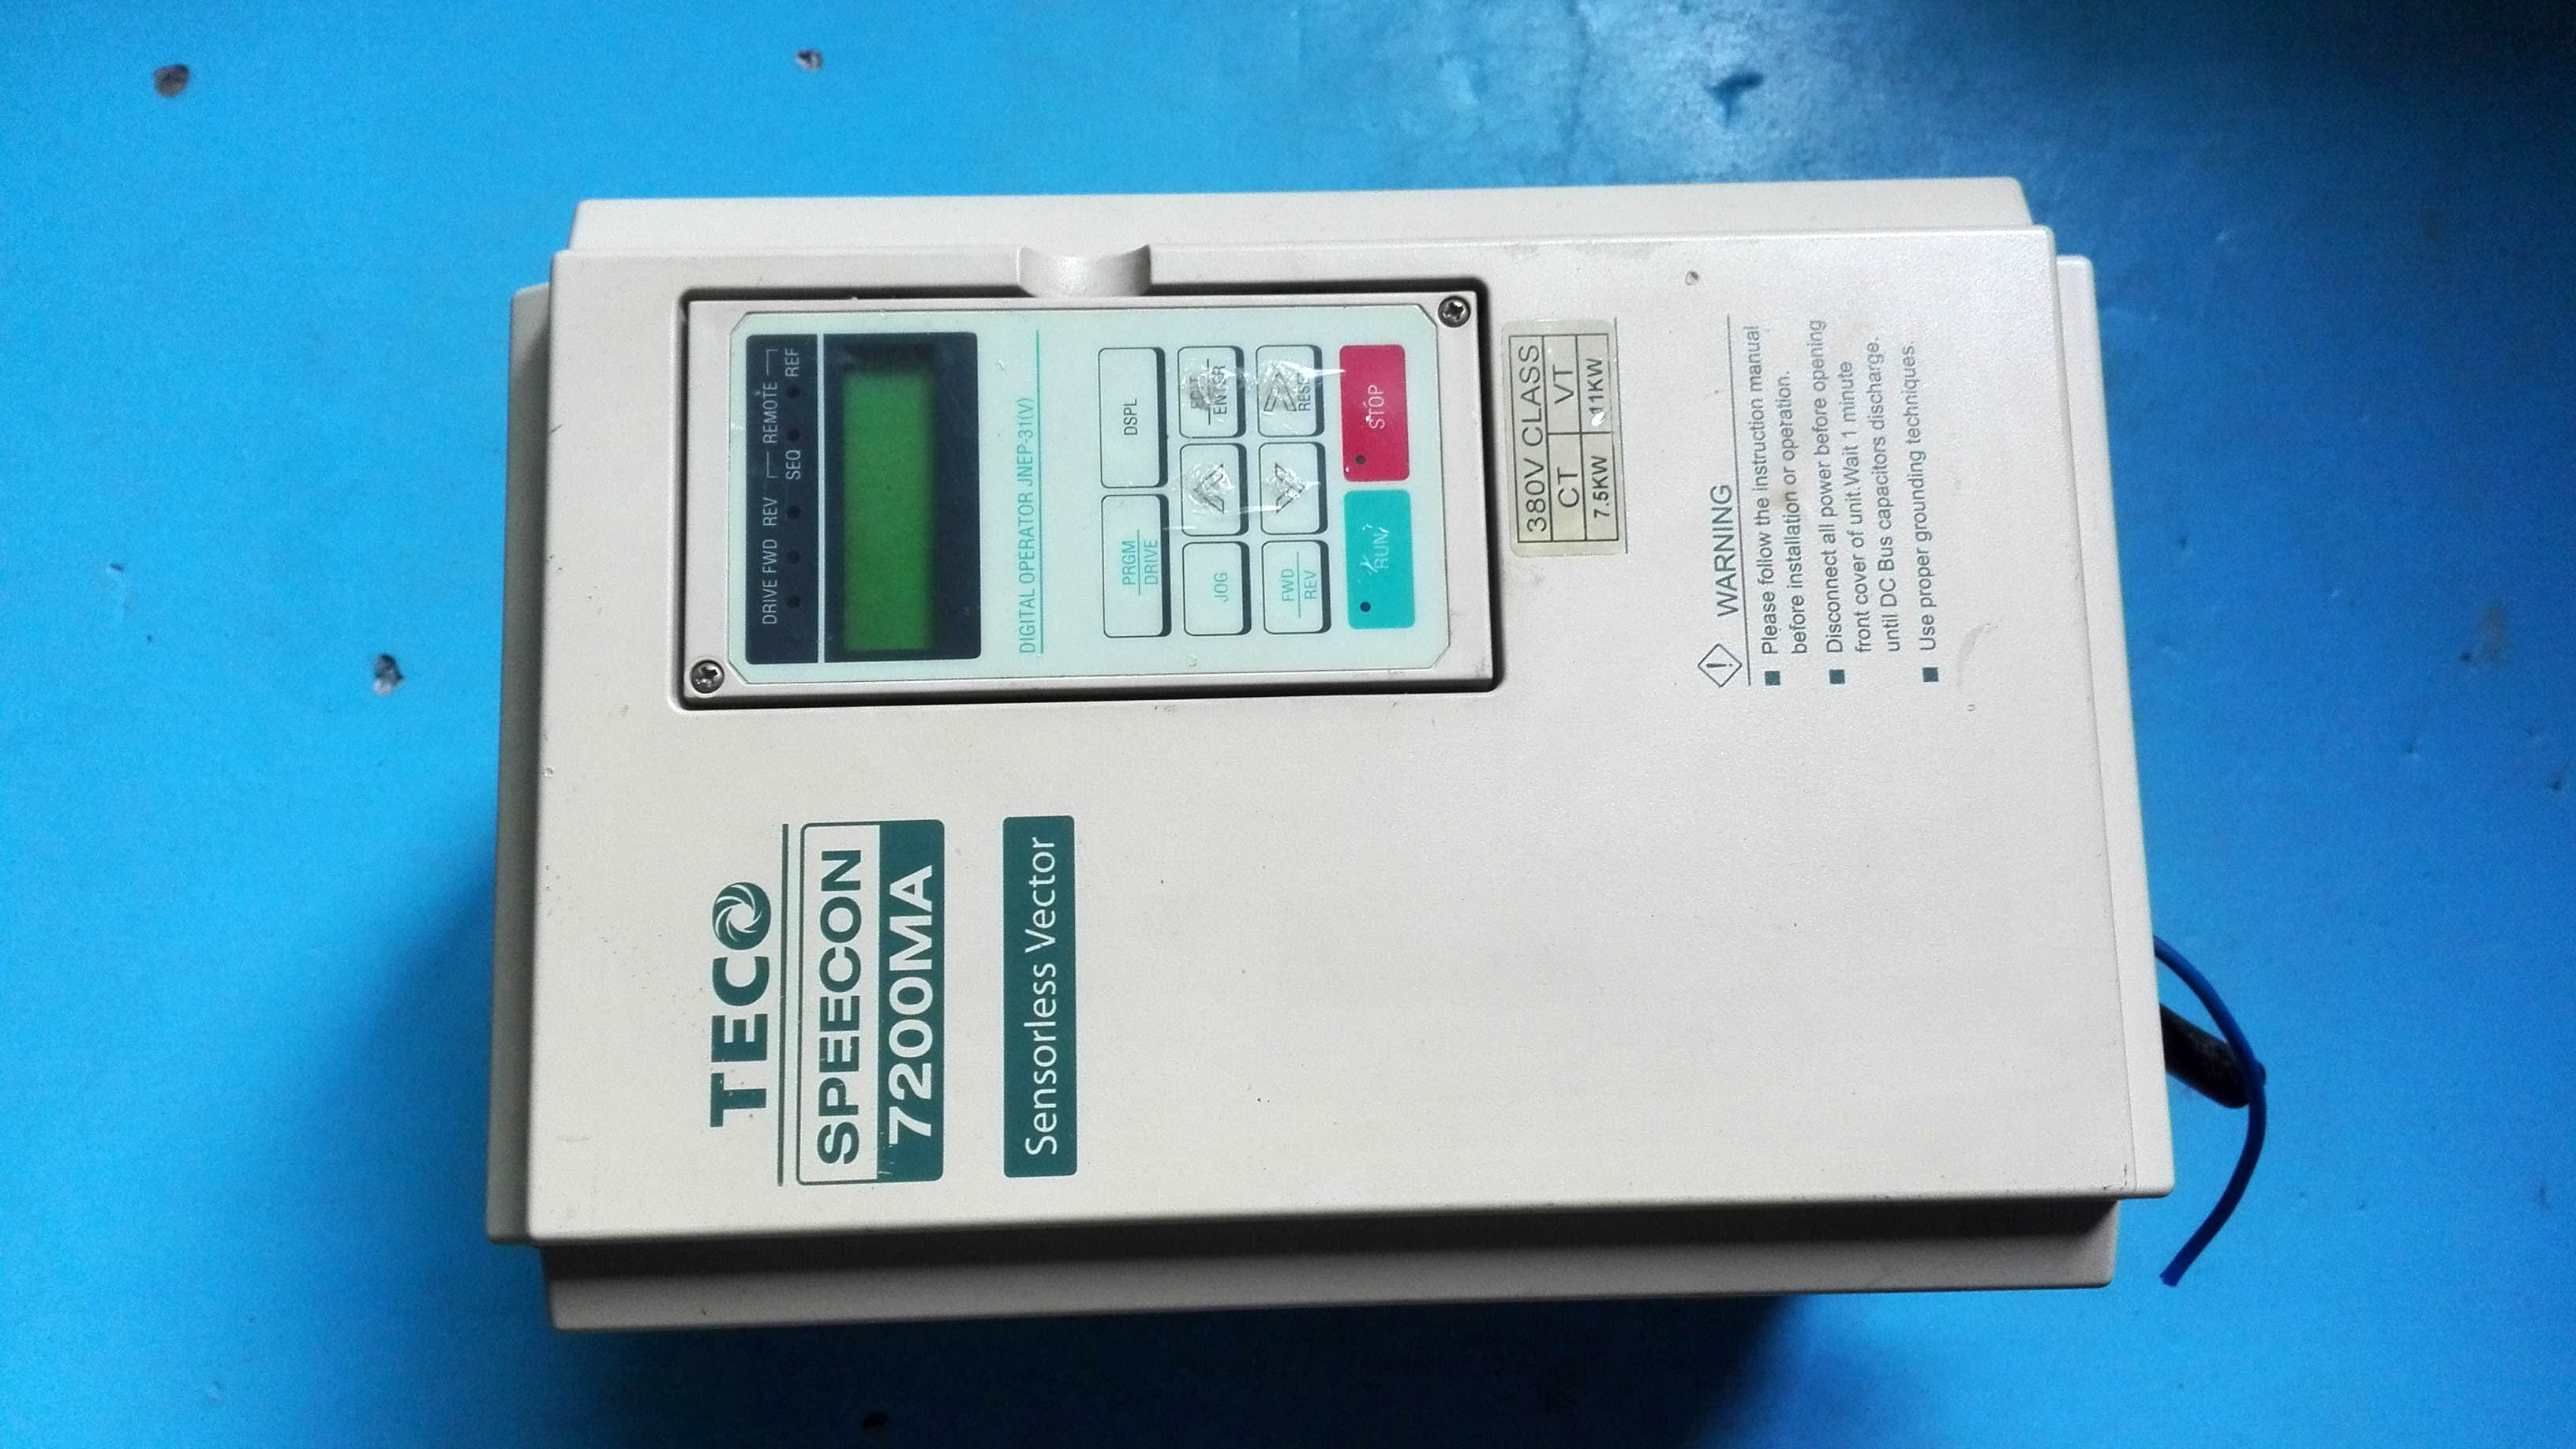 DRIVE FWD REV REMOTE
SEQ REF
DIGITAL OPERATOR JNEP-31(V)
PRGM
DRIVE
DSPL
JOG
EDIT
ENTER
FWD
REV
RESET
RUN
STOP
TECO
SPEECON
7200MA
Sensorless Vector
380V CLASS
CT VT
7.5KW 11KW
WARNING
■ Please follow the instruction manual
before installation or operation.
■ Disconnect all power before opening
front cover of unit.Wait 1 minute
until DC Bus capacitors discharge.
■ Use proper grounding techniques.